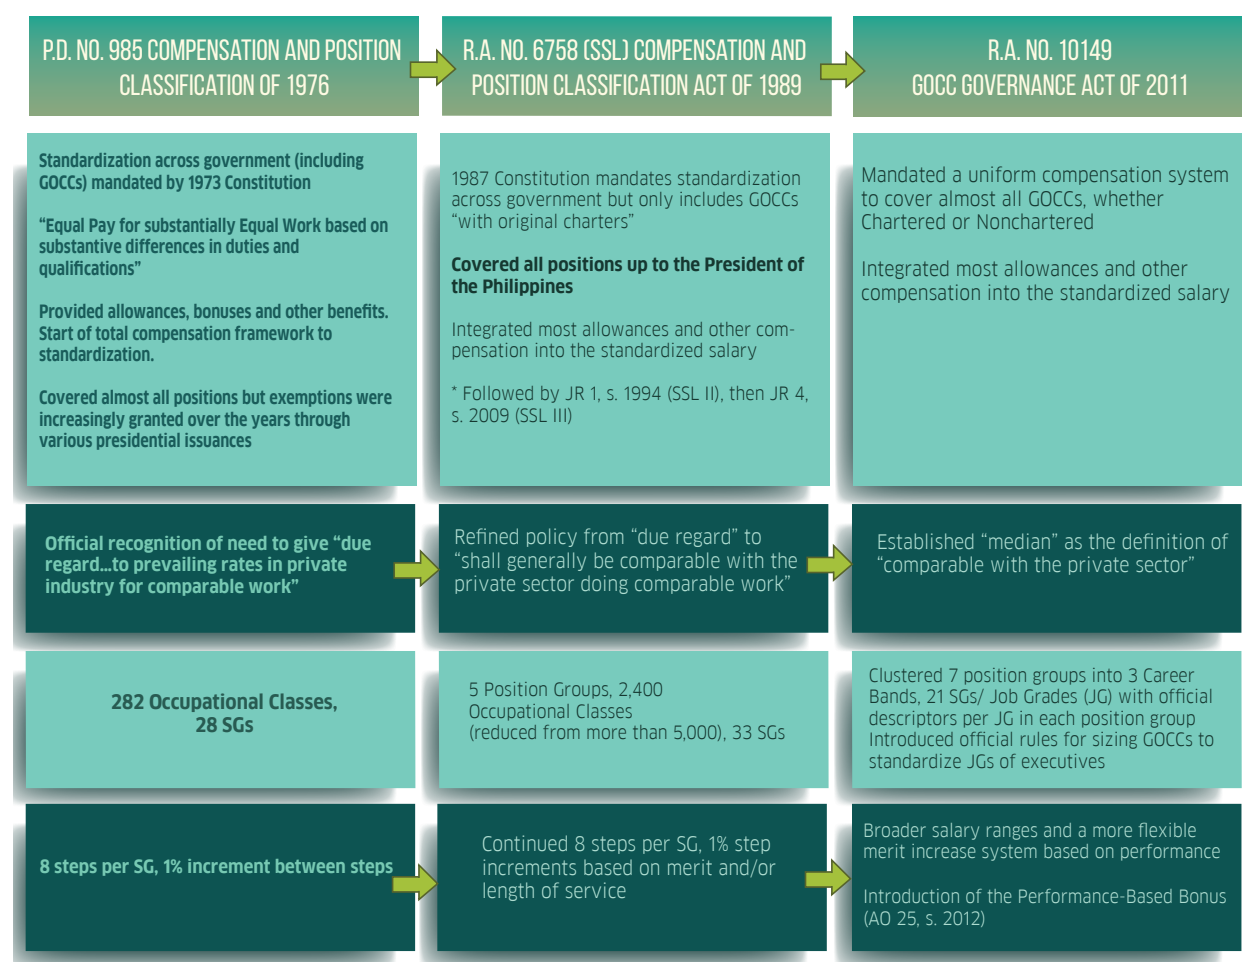 P.D. NO. 985 COMPENSATION AND POSITION
CLASSIFICATION OF 1976
R.A. NO. 6758 (SSL) COMPENSATION AND
POSITION CLASSIFICATION ACT OF 1989
R.A. NO. 10149
GOCC GOVERNANCE ACT OF 2011
Standardization across government (including
GOCCs) mandated by 1973 Constitution
“Equal Pay for substantially Equal Work based on
substantive differences in duties and
qualifications”
Provided allowances, bonuses and other benefits.
Start of total compensation framework to
standardization.
Covered almost all positions but exemptions were
increasingly granted over the years through
various presidential issuances
1987 Constitution mandates standardization
across government but only includes GOCCs
“with original charters”
Covered all positions up to the President of
the Philippines
Integrated most allowances and other com-
pensation into the standardized salary
* Followed by JR 1, s. 1994 (SSL II), then JR 4,
s. 2009 (SSL III)
Mandated a uniform compensation system
to cover almost all GOCCs, whether
Chartered or Nonchartered
Integrated most allowances and other
compensation into the standardized salary
Official recognition of need to give “due
regard...to prevailing rates in private
industry for comparable work”
Refined policy from “due regard” to
“shall generally be comparable with the
private sector doing comparable work”
Established “median” as the definition of
“comparable with the private sector”
282 Occupational Classes,
28 SGs
5 Position Groups, 2,400
Occupational Classes
(reduced from more than 5,000), 33 SGs
Clustered 7 position groups into 3 Career
Bands, 21 SGs/ Job Grades (JG) with official
descriptors per JG in each position group
Introduced official rules for sizing GOCCs to
standardize JGs of executives
8 steps per SG, 1% increment between steps
Continued 8 steps per SG, 1% step
increments based on merit and/or
length of service
Broader salary ranges and a more flexible
merit increase system based on performance
Introduction of the Performance-Based Bonus
(AO 25, s. 2012)